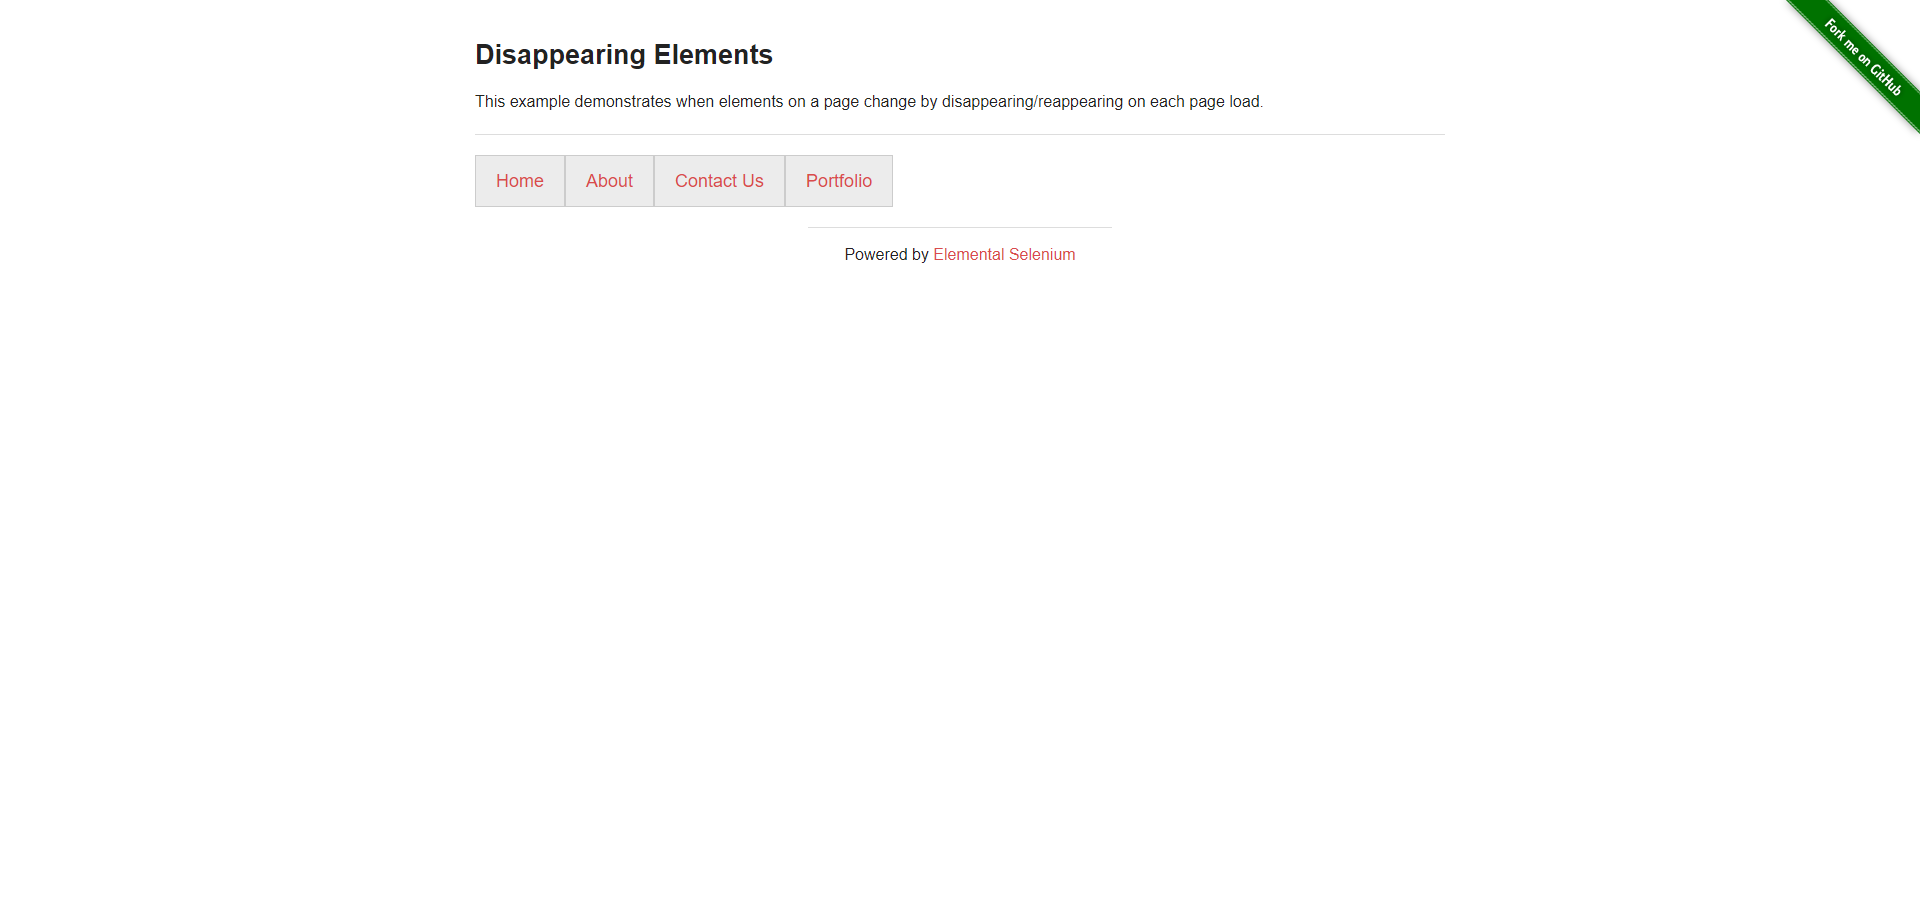 Fork me on GitHub
Disappearing Elements
This example demonstrates when elements on a page change by disappearing/reappearing on each page load.
Home About Contact Us Portfolio
Powered by Elemental Selenium